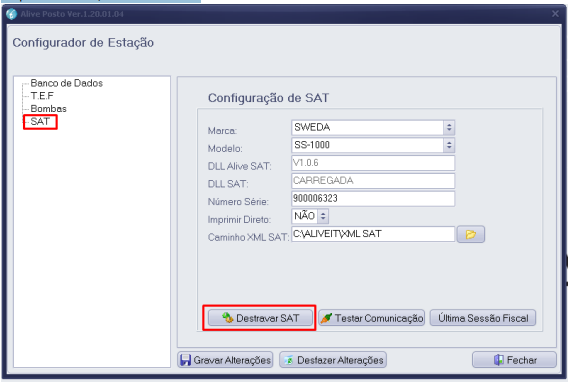 Alive Posto Ver.1.20.01.04
Configurador de Estação
Banco de Dados
T.E.F
Bombas
SAT
Configuração de SAT
Marca: SWEDA
Modelo: SS-1000
DLL Alive SAT: V1.0.6
DLL SAT: CARREGADA
Número Série: 900006323
Imprimir Direto: NÃO
Caminho XML SAT: C:\ALIVEIT\XML SAT
Destravar SAT Testar Comunicação Última Sessão Fiscal
Gravar Alterações Desfazer Alterações Fechar